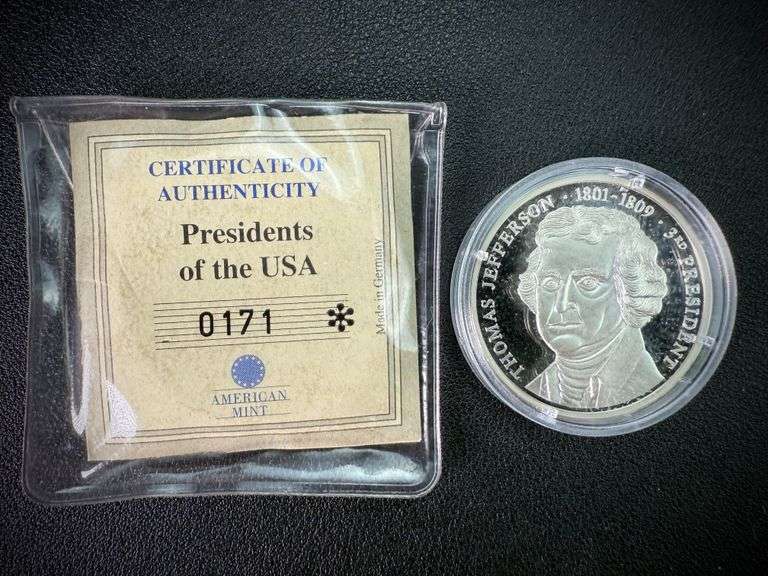 CERTIFICATE OF
AUTHENTICITY
Presidents
of the USA
0171
Made in Germany
AMERICAN
MINT
THOMAS JEFFERSON · 1801-1809 · 3RD PRESIDENT